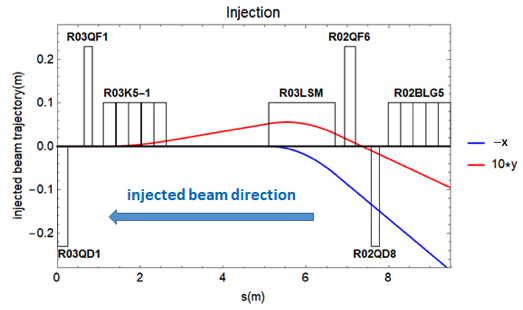 Injection
R03QF1
R02QF6
R03K5-1
R03LSM
R02BLG5
injected beam trajectory(m)
0.2
0.1
0.0
-0.1
-0.2
injected beam direction
R03QD1
R02QD8
0
2
4
6
8
s(m)
-x
10*y